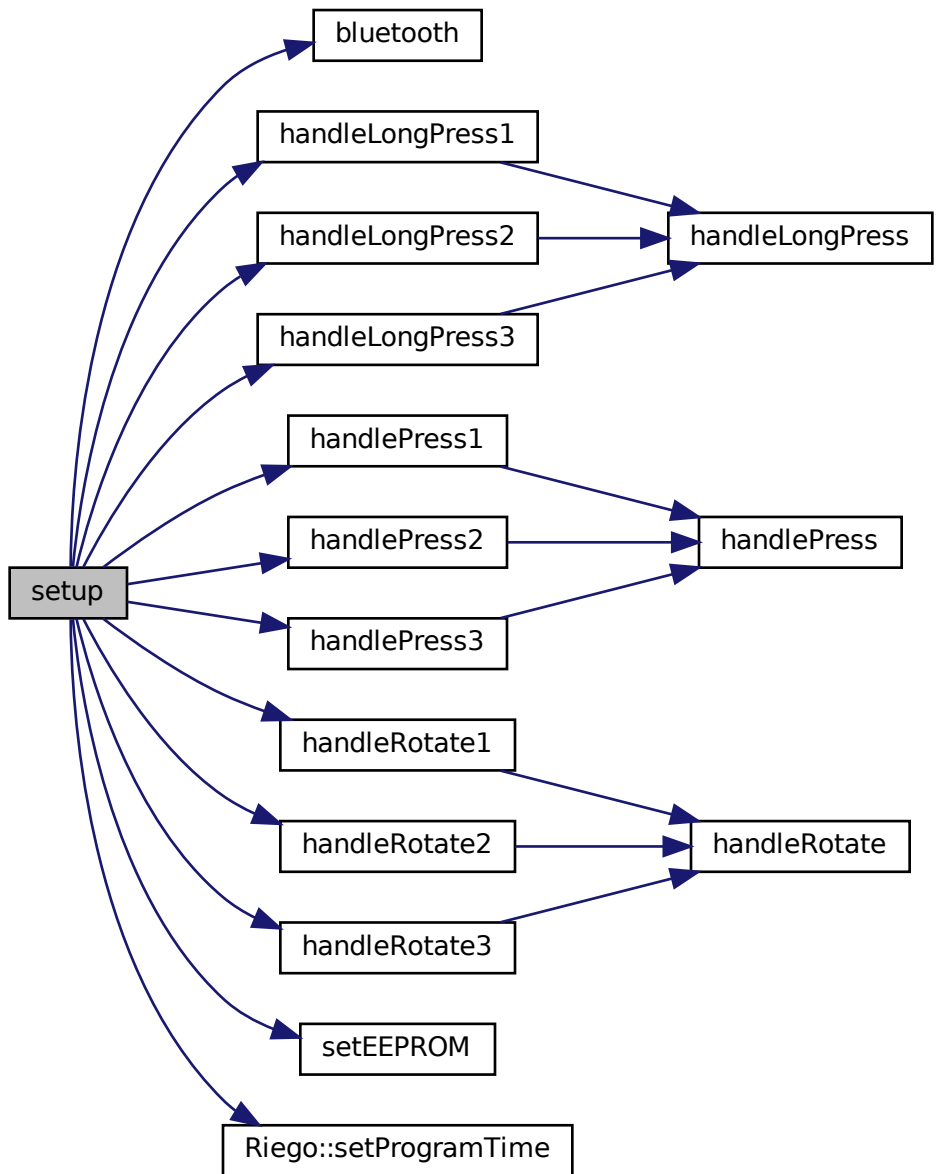 bluetooth
handleLongPress1
handleLongPress2
handleLongPress
handleLongPress3
handlePress1
handlePress2
handlePress
setup
handlePress3
handleRotate1
handleRotate2
handleRotate
handleRotate3
setEEPROM
Riego::setProgramTime